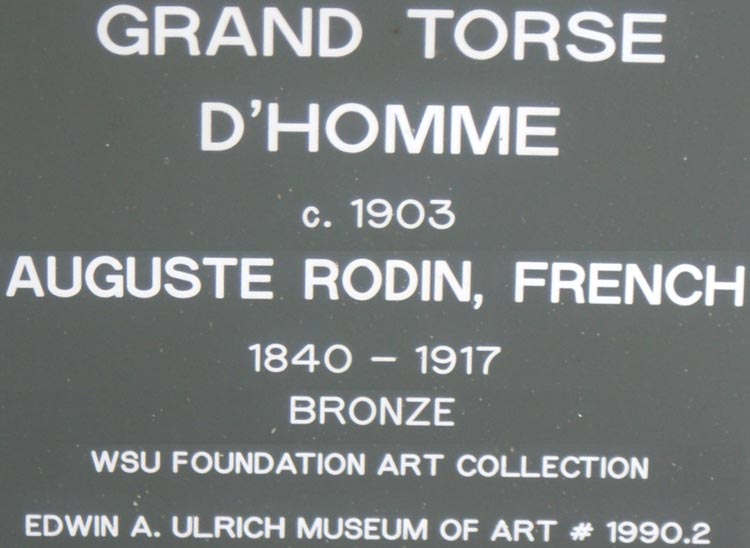 GRAND TORSE
D'HOMME
c. 1903
AUGUSTE RODIN, FRENCH
1840 – 1917
BRONZE
WSU FOUNDATION ART COLLECTION
EDWIN A. ULRICH MUSEUM OF ART # 1990.2